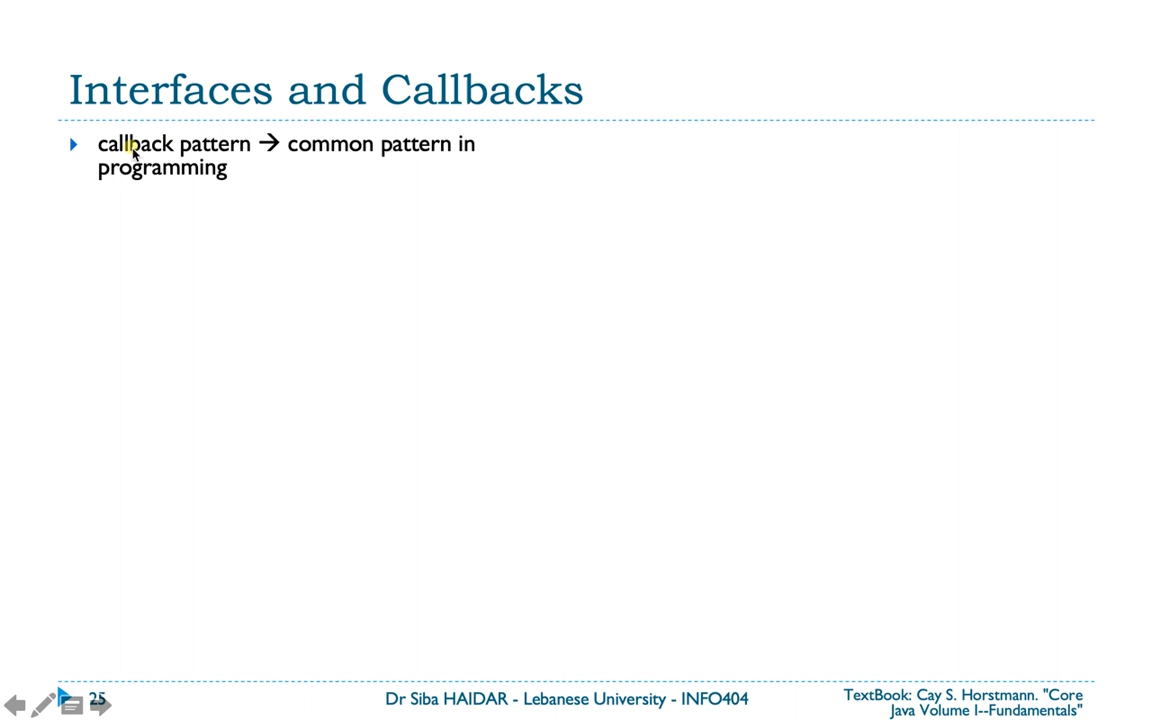 Interfaces and Callbacks
callback pattern → common pattern in
programming
25
Dr Siba HAIDAR - Lebanese University - INFO404
TextBook: Cay S. Horstmann. "Core
Java Volume I--Fundamentals"